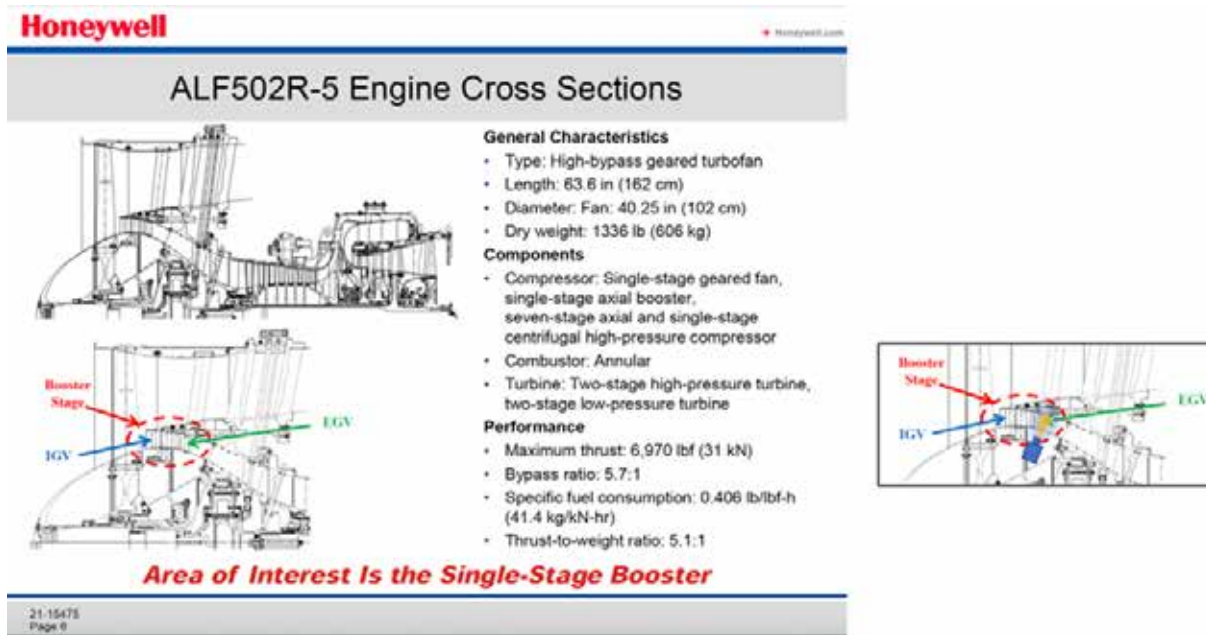 Honeywell
Honeywell.com
ALF502R-5 Engine Cross Sections
General Characteristics
• Type: High-bypass geared turbofan
• Length: 63.6 in (162 cm)
• Diameter: Fan: 40.25 in (102 cm)
• Dry weight: 1336 lb (606 kg)
Components
• Compressor: Single-stage geared fan,
single-stage axial booster,
seven-stage axial and single-stage
centrifugal high-pressure compressor
• Combustor: Annular
• Turbine: Two-stage high-pressure turbine,
two-stage low-pressure turbine
Performance
• Maximum thrust: 6,970 lbf (31 kN)
• Bypass ratio: 5.7:1
• Specific fuel consumption: 0.406 lb/lbf-h
(41.4 kg/kN-hr)
• Thrust-to-weight ratio: 5.1:1
Booster
Stage
EGV
IGV
Booster
Stage
EGV
IGV
Area of Interest Is the Single-Stage Booster
21-15475
Page 6